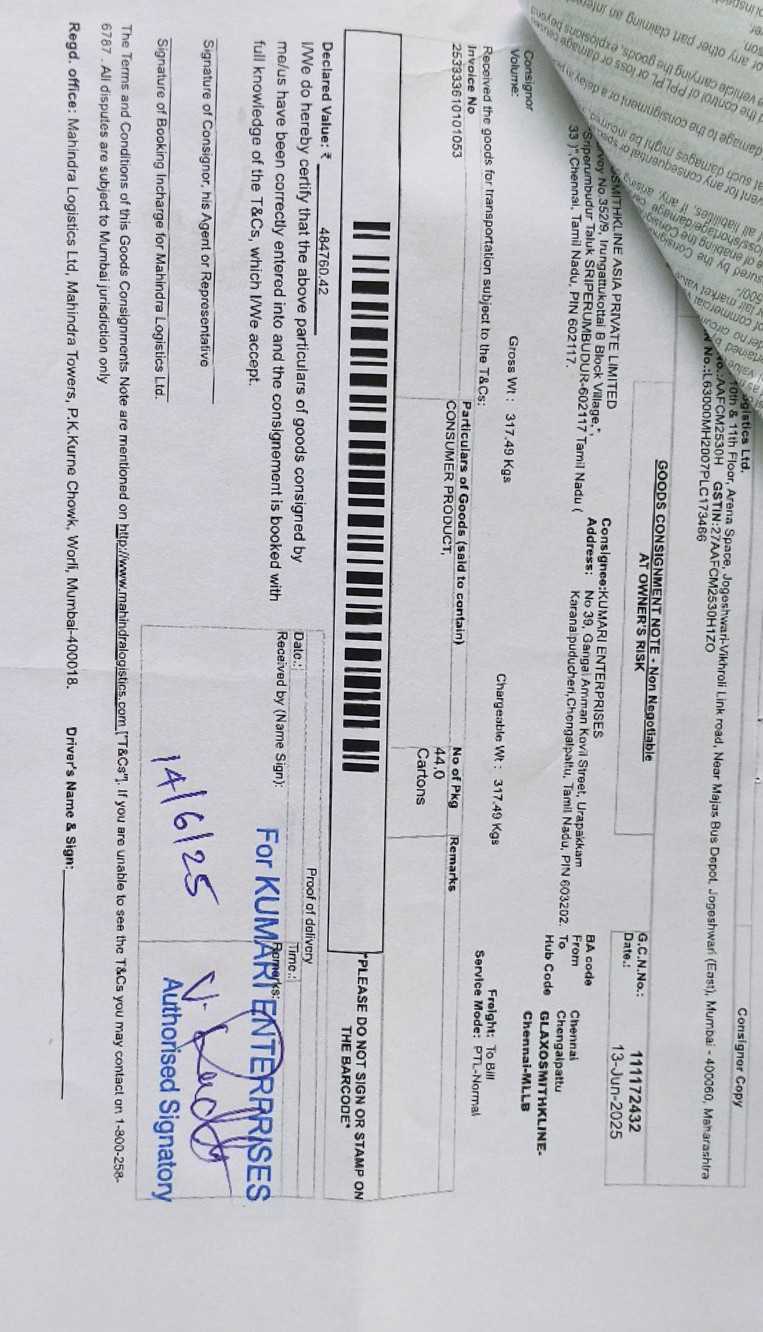 Consignor Copy
gistics Ltd.
10th & 11th Floor, Arena Space, Jogeshwari-Vikhroli Link road, Near Majas Bus Depot, Jogeshwari (East), Mumbai - 400060, Maharashtra
No.:AAFCM2530H GSTIN:27AAFCM2530H1ZO
No.:L63000MH2007PLC173466
GOODS CONSIGNMENT NOTE - Non Negotiable
AT OWNER'S RISK
G.C.N.No.: 111172432
Date.: 13-Jun-2025
OSMITHKLINE ASIA PRIVATE LIMITED
rvey No 352/9, Irungattukottai B Block Village,",
Sriperumbudur Taluk SRIPERUMBUDUR-602117 Tamil Nadu (
33 )",Chennai, Tamil Nadu, PIN 602117.
Consignee:KUMARI ENTERPRISES
Address: No 39, Gangai Amman Kovil Street, Urapakkam
Karanaipuducheri,Chengalpattu, Tamil Nadu, PIN 603202.
BA code
From Chennai
To Chengalpattu
Hub Code GLAXOSMITHKLINE-
Chennai-MLLB
Consignor
Volume:
Gross Wt : 317.49 Kgs
Chargeable Wt : 317.49 Kgs
Freight: To Bill
Service Mode: PTL-Normal
Received the goods for transportation subject to the T&Cs:
Invoice No
Particulars of Goods (said to contain)
No of Pkg
Remarks
253333610101053
CONSUMER PRODUCT,
44.0
Cartons
"PLEASE DO NOT SIGN OR STAMP ON
THE BARCODE"
Declared Value: ₹ 484760.42
I/We do hereby certify that the above particulars of goods consigned by
me/us have been correctly entered into and the consignement is booked with
full knowledge of the T&Cs, which I/We accept.
Proof of delivery
Date.:
Time.:
Received by (Name Sign):
Remarks:
For KUMARI ENTERPRISES
14/6/25
Authorised Signatory
Signature of Consignor, his Agent or Representative
Signature of Booking Incharge for Mahindra Logistics Ltd.
The Terms and Conditions of this Goods Consignments Note are mentioned on http://www.mahindralogistics.com ["T&Cs"]. If you are unable to see the T&Cs you may contact on 1-800-258-
6787 . All disputes are subject to Mumbai jurisdiction only
Regd. office: Mahindra Logistics Ltd, Mahindra Towers, P.K.Kurne Chowk, Worli, Mumbai-400018.
Driver's Name & Sign: